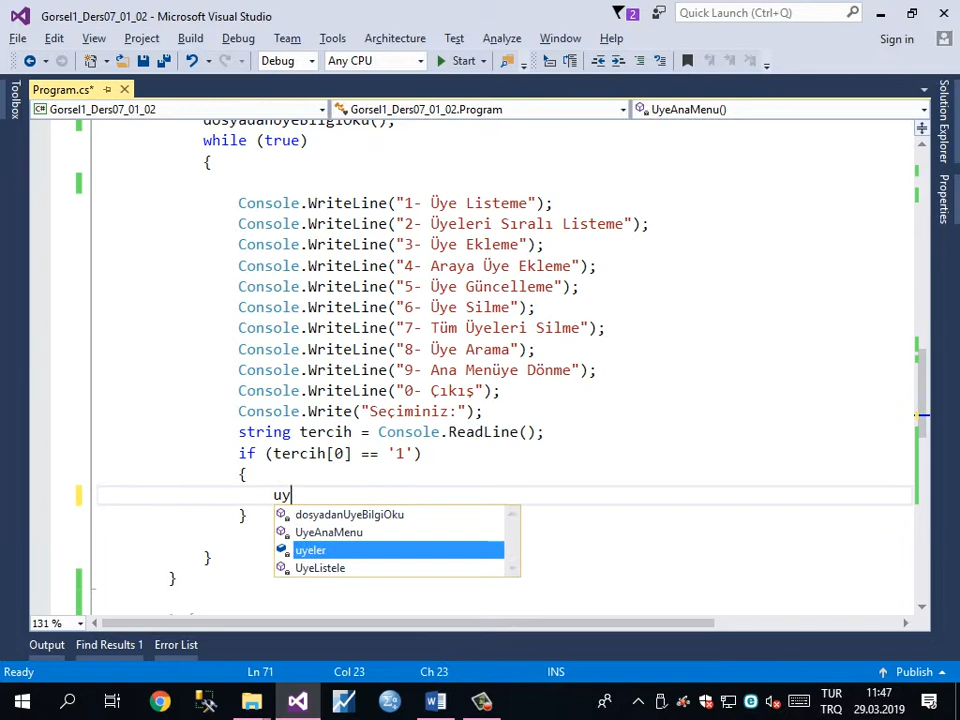 Gorsel1_Ders07_01_02 - Microsoft Visual Studio
2
Quick Launch (Ctrl+Q)
File Edit View Project Build Debug Team Tools Architecture Test Analyze Window Help
Sign in
Debug Any CPU Start
Toolbox
Program.cs*
Gorsel1_Ders07_01_02 Gorsel1_Ders07_01_02.Program UyeAnaMenu()
Solution Explorer
Properties
dosyadanUyeBilgiOku();
while (true)
{
Console.WriteLine("1- Üye Listeme");
Console.WriteLine("2- Üyeleri Sıralı Listeme");
Console.WriteLine("3- Üye Ekleme");
Console.WriteLine("4- Araya Üye Ekleme");
Console.WriteLine("5- Üye Güncelleme");
Console.WriteLine("6- Üye Silme");
Console.WriteLine("7- Tüm Üyeleri Silme");
Console.WriteLine("8- Üye Arama");
Console.WriteLine("9- Ana Menüye Dönme");
Console.WriteLine("0- Çıkış");
Console.Write("Seçiminiz:");
string tercih = Console.ReadLine();
if (tercih[0] == '1')
{
uy
dosyadanUyeBilgiOku
UyeAnaMenu
uyeler
UyeListele
}
}
}
131 %
Output Find Results 1 Error List
Ready Ln 71 Col 23 Ch 23 INS Publish
TUR 11:47
TRQ 29.03.2019